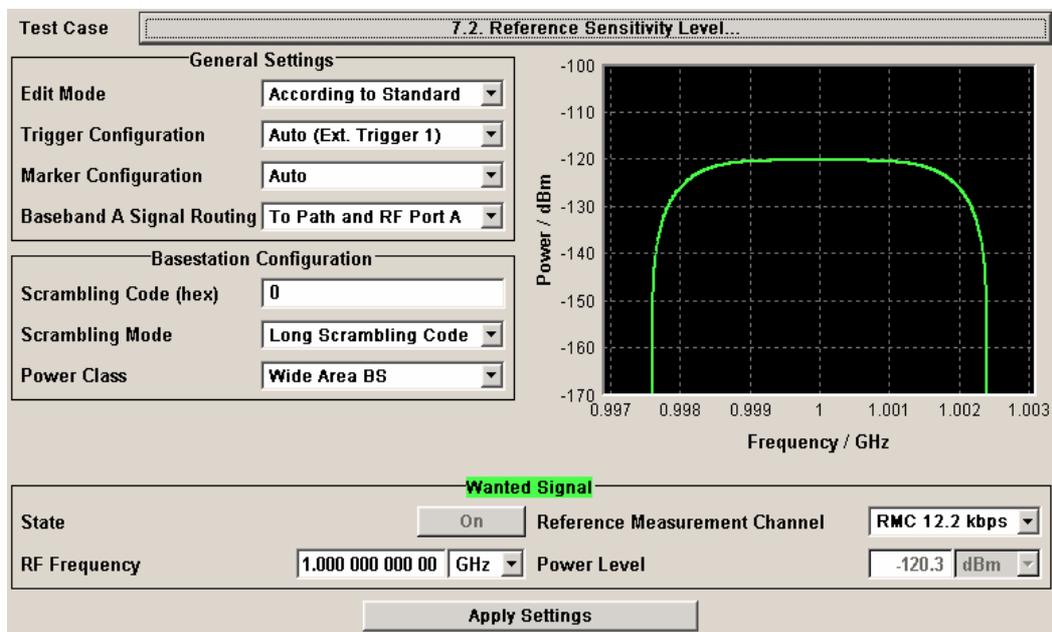 Test Case 7.2. Reference Sensitivity Level...
General Settings
Edit Mode According to Standard
Trigger Configuration Auto (Ext. Trigger 1)
Marker Configuration Auto
Baseband A Signal Routing To Path and RF Port A
Basestation Configuration
Scrambling Code (hex) 0
Scrambling Mode Long Scrambling Code
Power Class Wide Area BS
-100
-110
-120
-130
-140
-150
-160
-170
Power / dBm
0.997 0.998 0.999 1 1.001 1.002 1.003
Frequency / GHz
Wanted Signal
State On Reference Measurement Channel RMC 12.2 kbps
RF Frequency 1.000 000 000 00 GHz Power Level -120.3 dBm
Apply Settings